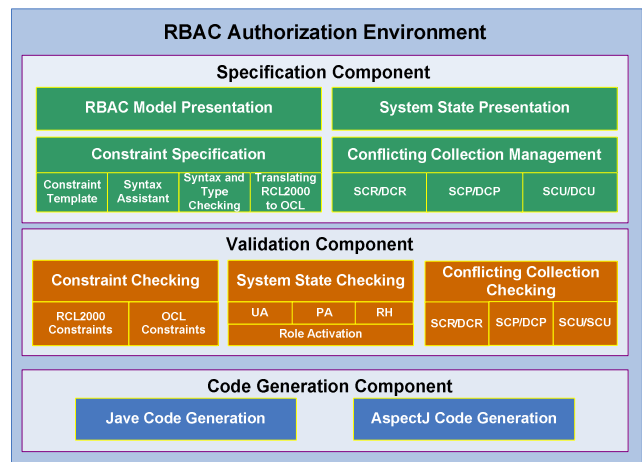 RBAC Authorization Environment
Specification Component
RBAC Model Presentation
System State Presentation
Constraint Specification
Constraint
Template
Syntax
Assistant
Syntax and
Type
Checking
Translating
RCL2000
to OCL
Conflicting Collection Management
SCR/DCR
SCP/DCP
SCU/DCU
Validation Component
Constraint Checking
RCL2000
Constraints
OCL
Constraints
System State Checking
UA
PA
RH
Role Activation
Conflicting Collection
Checking
SCR/DCR
SCP/DCP
SCU/SCU
Code Generation Component
Jave Code Generation
AspectJ Code Generation